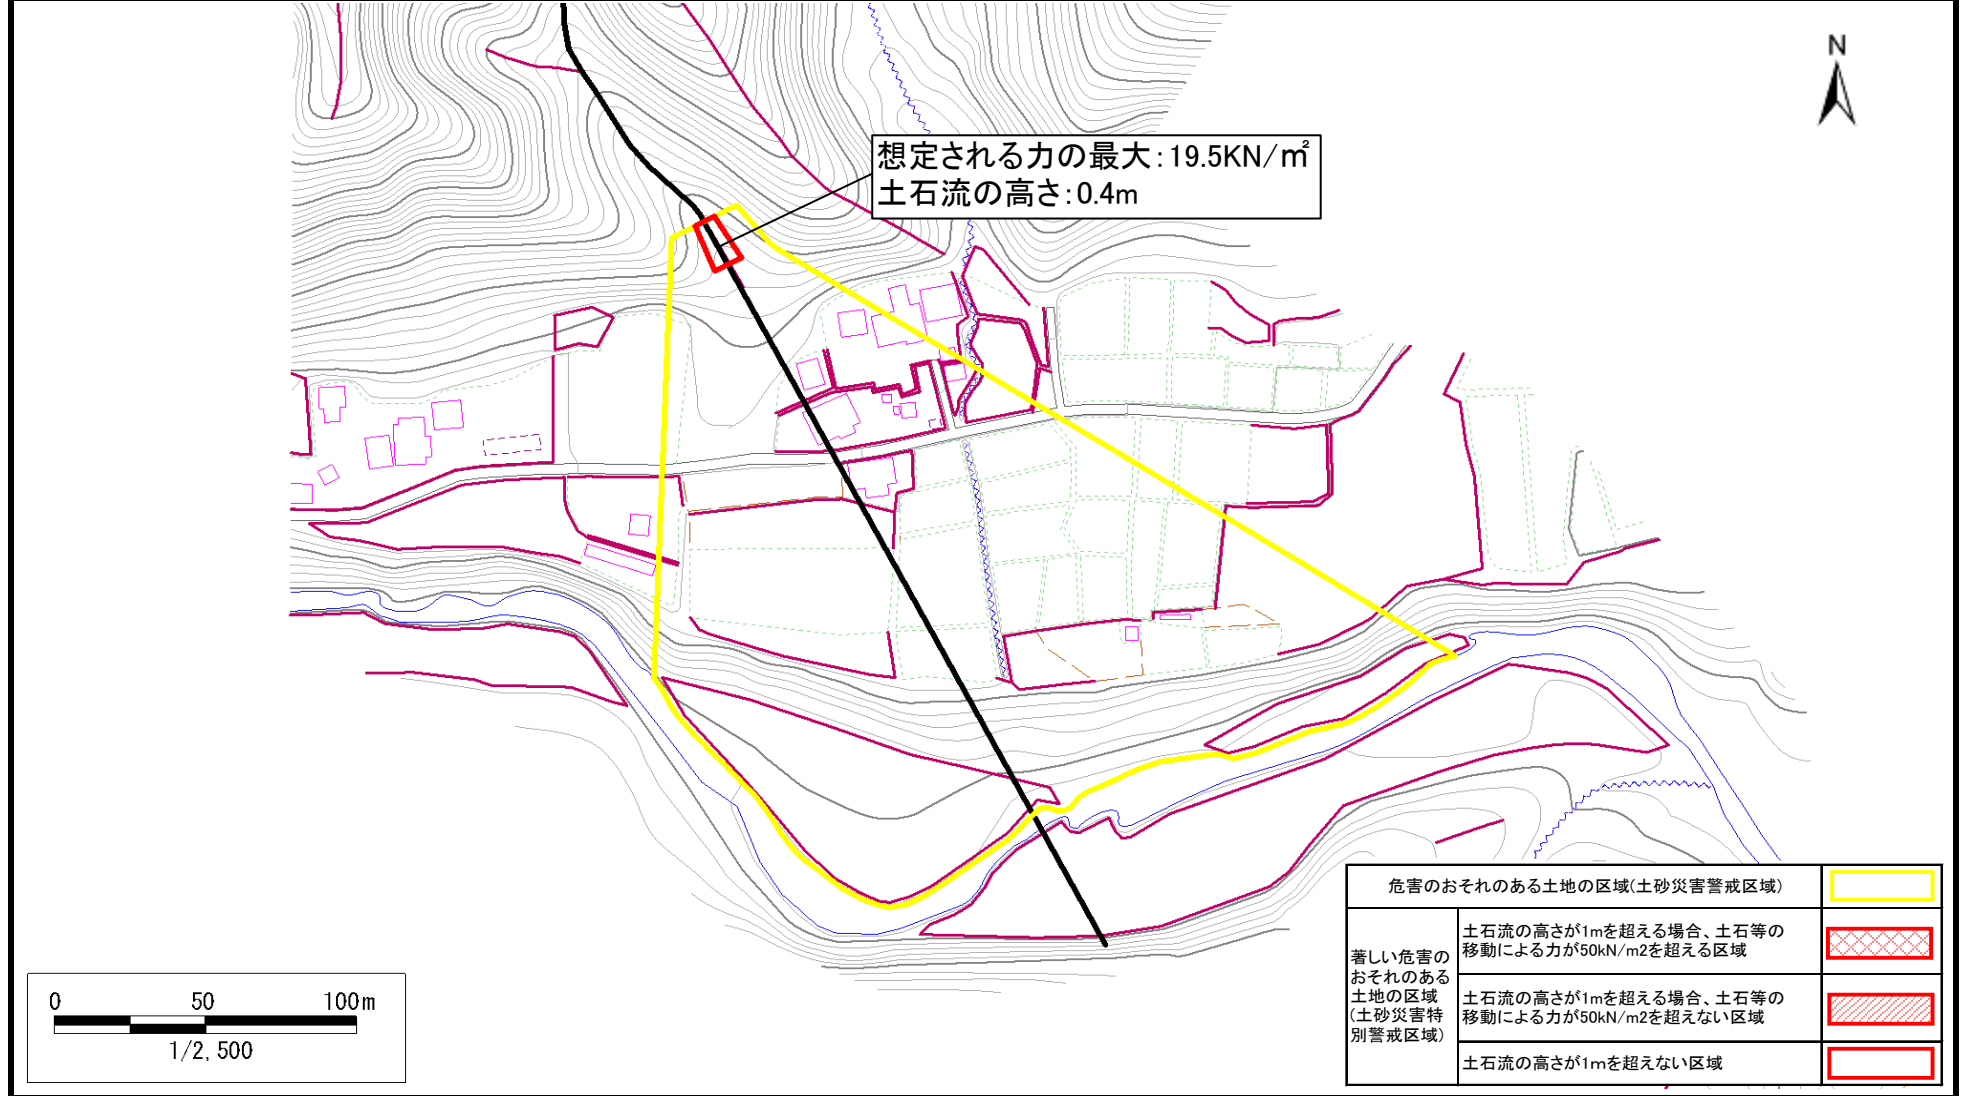 N
想定される力の最大:19.5KN/㎡
土石流の高さ:0.4m
危害のおそれのある土地の区域(土砂災害警戒区域)
著しい危害の
おそれのある
土地の区域
(土砂災害特
別警戒区域)
土石流の高さが1mを超える場合、土石等の
移動による力が50kN/m2を超える区域
土石流の高さが1mを超える場合、土石等の
移動による力が50kN/m2を超えない区域
土石流の高さが1mを超えない区域
0 50 100m
1/2,500